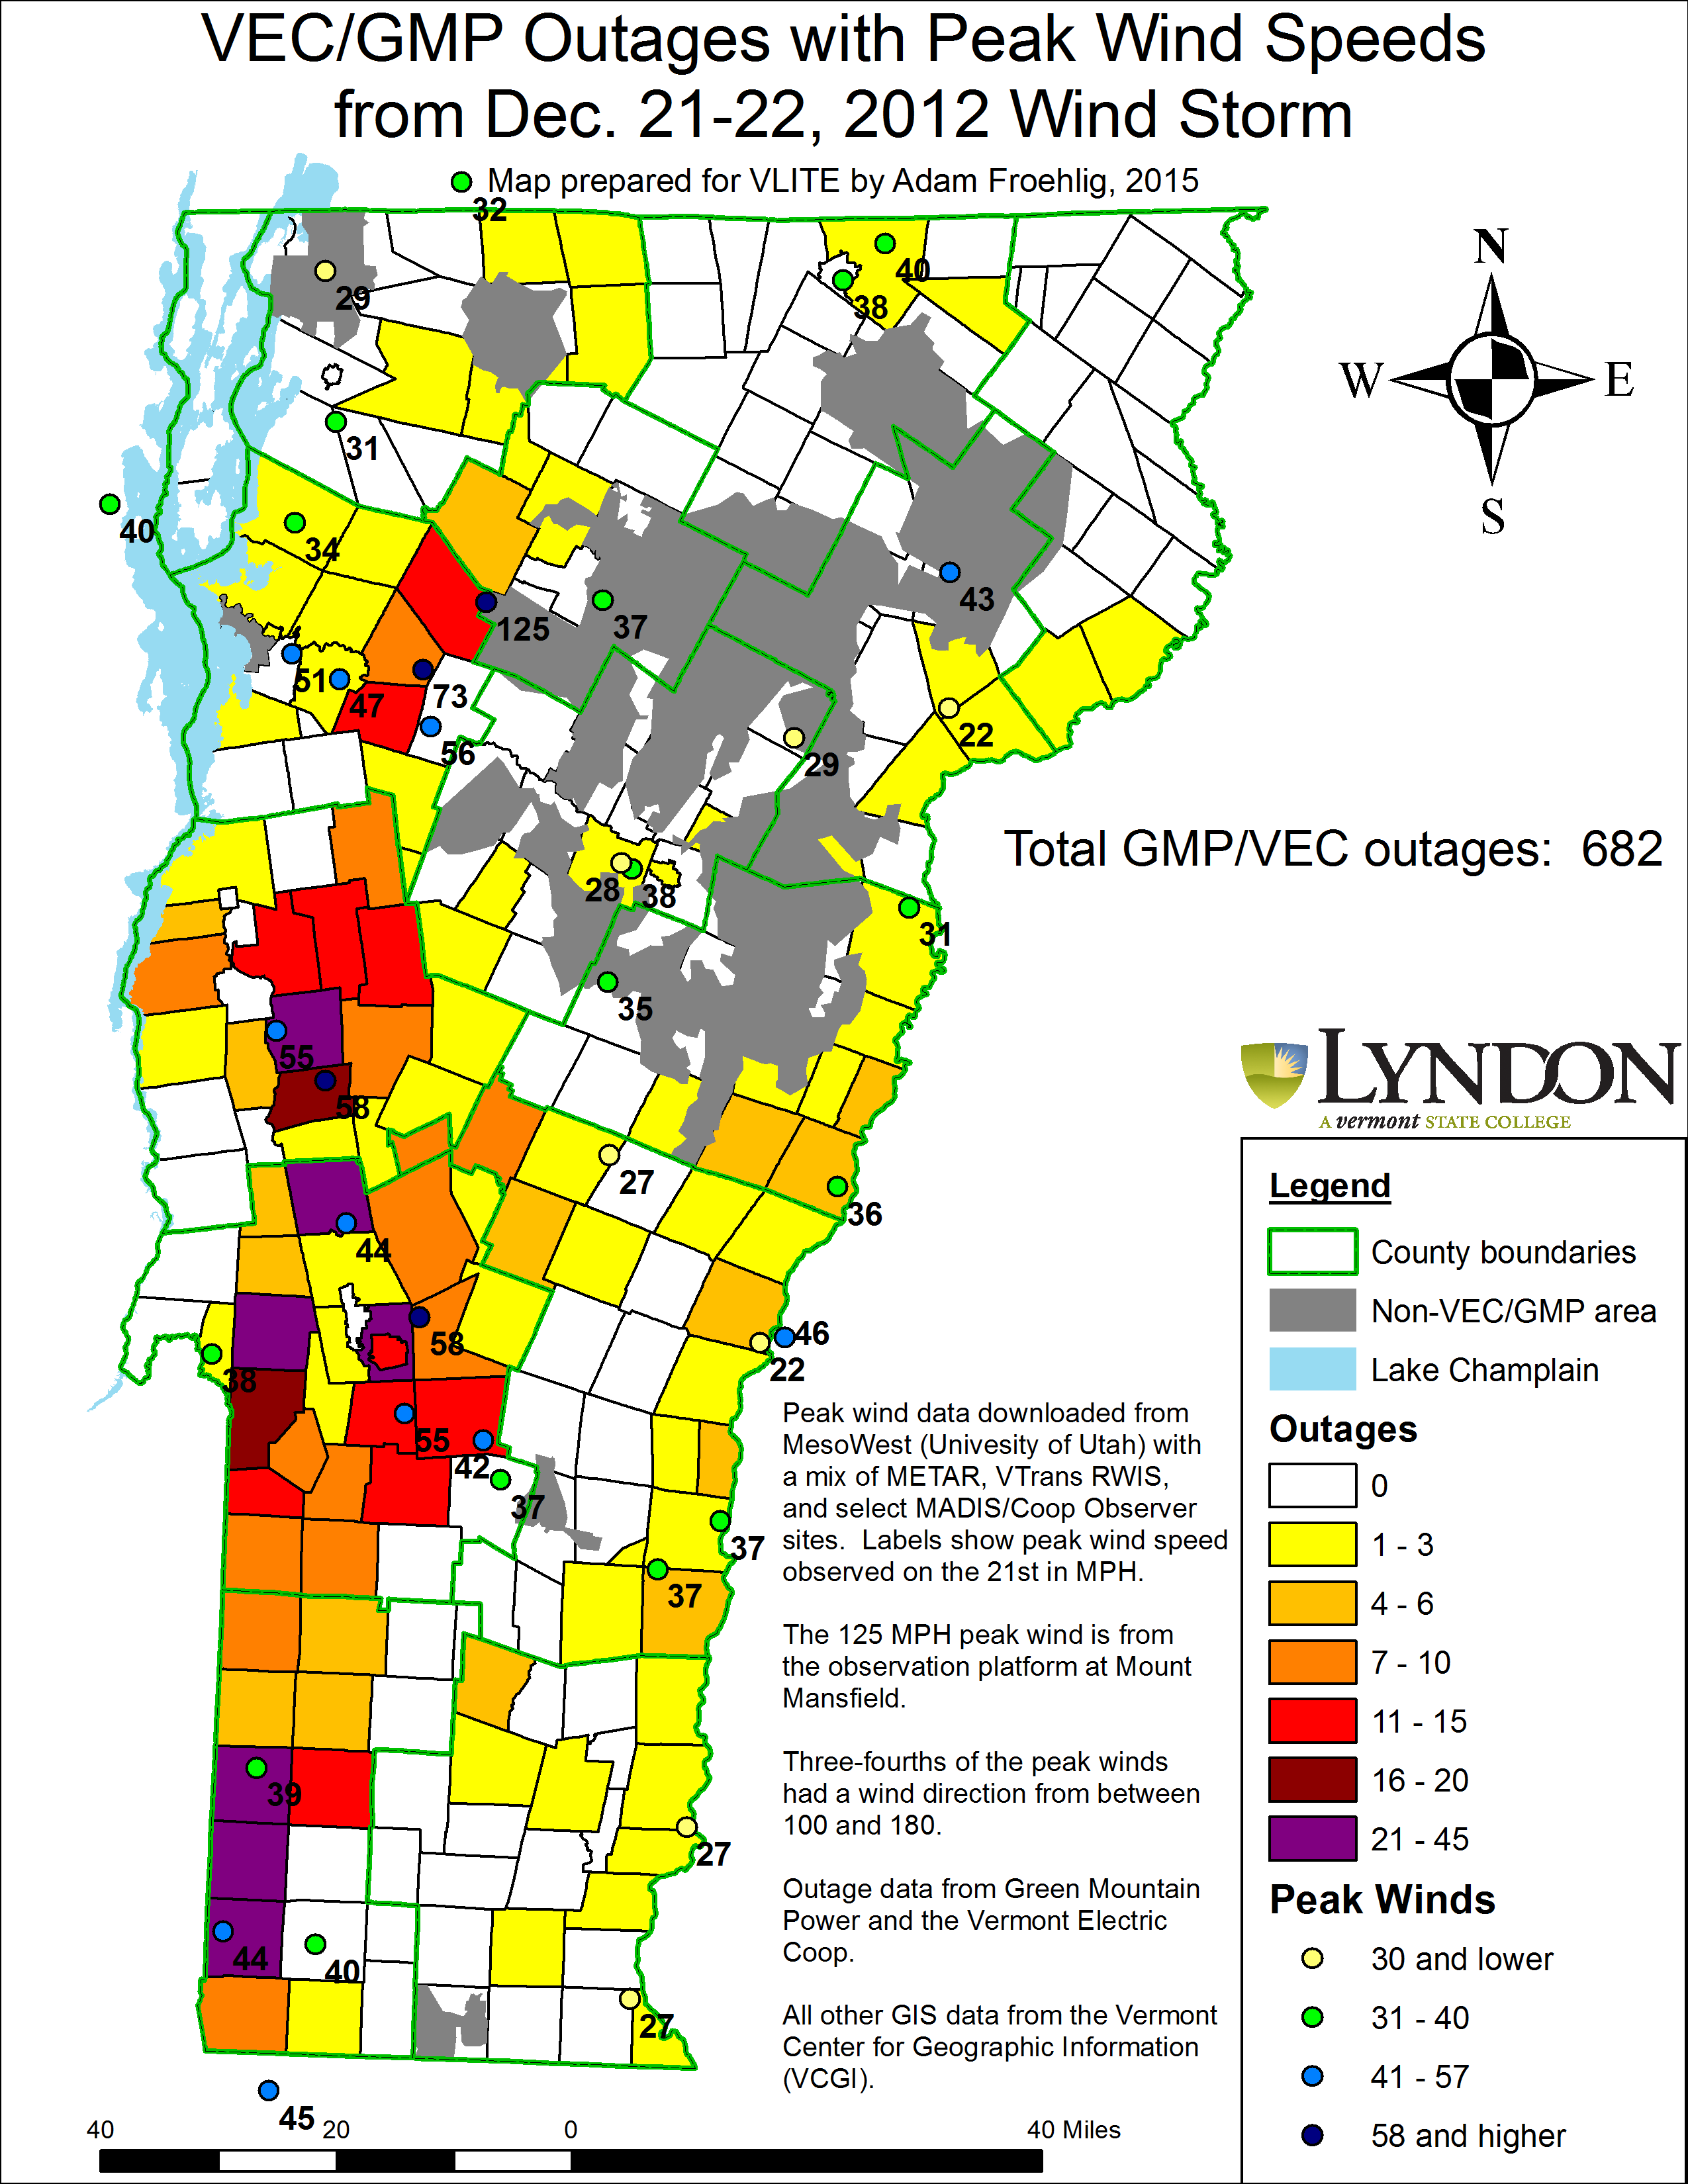 VEC/GMP Outages with Peak Wind Speeds
from Dec. 21-22, 2012 Wind Storm
Map prepared for VLITE by Adam Froehlig, 2015
32
29
40
38
31
40
34
43
125
37
51
47
73
56
22
29
28
38
31
35
55
58
27
36
44
58
46
22
38
55
42
37
37
37
39
27
44
40
27
45
N
W
E
S
Total GMP/VEC outages: 682
LYNDON
A vermont STATE COLLEGE
Peak wind data downloaded from
MesoWest (Univesity of Utah) with
a mix of METAR, VTrans RWIS,
and select MADIS/Coop Observer
sites. Labels show peak wind speed
observed on the 21st in MPH.
The 125 MPH peak wind is from
the observation platform at Mount
Mansfield.
Three-fourths of the peak winds
had a wind direction from between
100 and 180.
Outage data from Green Mountain
Power and the Vermont Electric
Coop.
All other GIS data from the Vermont
Center for Geographic Information
(VCGI).
Legend
County boundaries
Non-VEC/GMP area
Lake Champlain
Outages
0
1 - 3
4 - 6
7 - 10
11 - 15
16 - 20
21 - 45
Peak Winds
30 and lower
31 - 40
41 - 57
58 and higher
40 20 0 40 Miles